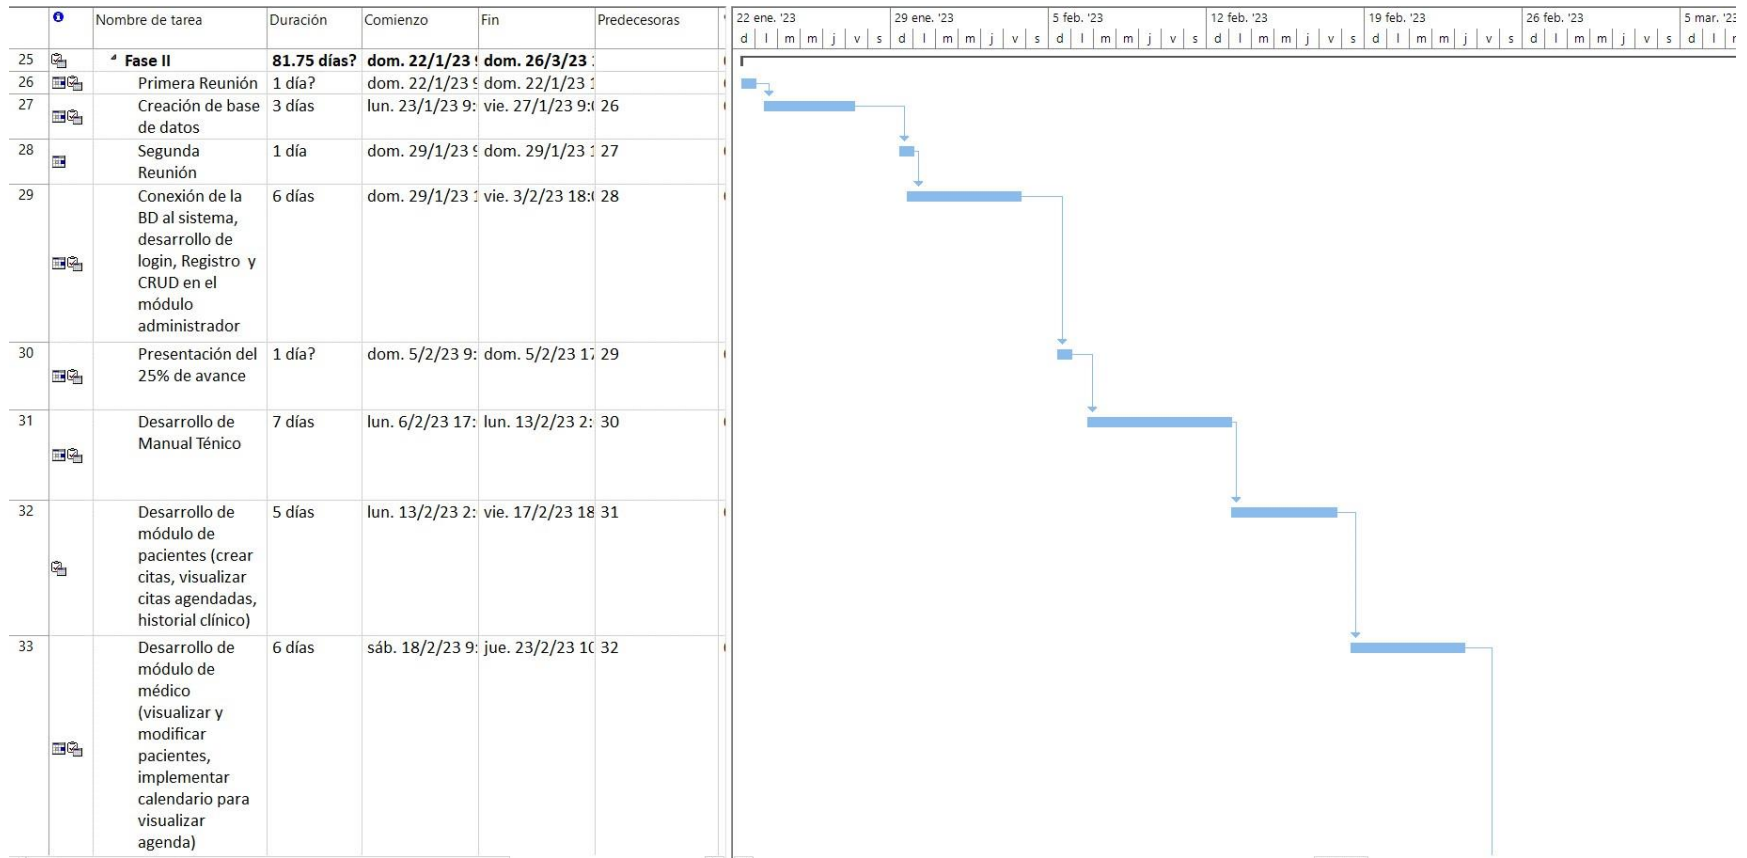 Nombre de tarea Duración Comienzo Fin Predecesoras
22 ene. '23 29 ene. '23 5 feb. '23 12 feb. '23 19 feb. '23 26 feb. '23 5 mar. '23
d l m m j v s d l m m j v s d l m m j v s d l m m j v s d l m m j v s d l m m j v s d l
25 Fase II 81.75 días? dom. 22/1/23 dom. 26/3/23
26 Primera Reunión 1 día? dom. 22/1/23 9 dom. 22/1/23 1
27 Creación de base 3 días lun. 23/1/23 9: vie. 27/1/23 9:0 26
de datos
28 Segunda 1 día dom. 29/1/23 9 dom. 29/1/23 1 27
Reunión
29 Conexión de la 6 días dom. 29/1/23 1 vie. 3/2/23 18:0 28
BD al sistema,
desarrollo de
login, Registro y
CRUD en el
módulo
administrador
30 Presentación del 1 día? dom. 5/2/23 9: dom. 5/2/23 17 29
25% de avance
31 Desarrollo de 7 días lun. 6/2/23 17: lun. 13/2/23 2: 30
Manual Ténico
32 Desarrollo de 5 días lun. 13/2/23 2: vie. 17/2/23 18 31
módulo de
pacientes (crear
citas, visualizar
citas agendadas,
historial clínico)
33 Desarrollo de 6 días sáb. 18/2/23 9: jue. 23/2/23 10 32
módulo de
médico
(visualizar y
modificar
pacientes,
implementar
calendario para
visualizar
agenda)